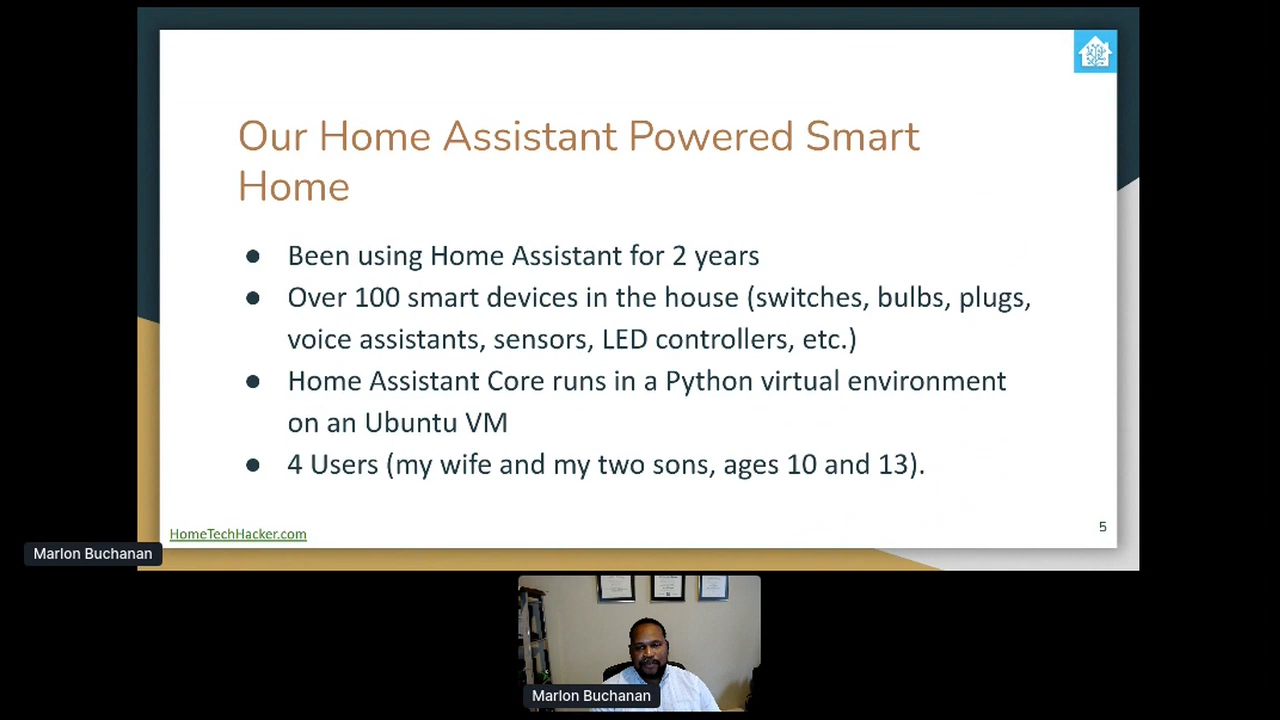 Our Home Assistant Powered Smart
Home
● Been using Home Assistant for 2 years
● Over 100 smart devices in the house (switches, bulbs, plugs,
voice assistants, sensors, LED controllers, etc.)
● Home Assistant Core runs in a Python virtual environment
on an Ubuntu VM
● 4 Users (my wife and my two sons, ages 10 and 13).
HomeTechHacker.com
5
Marlon Buchanan
Marlon Buchanan